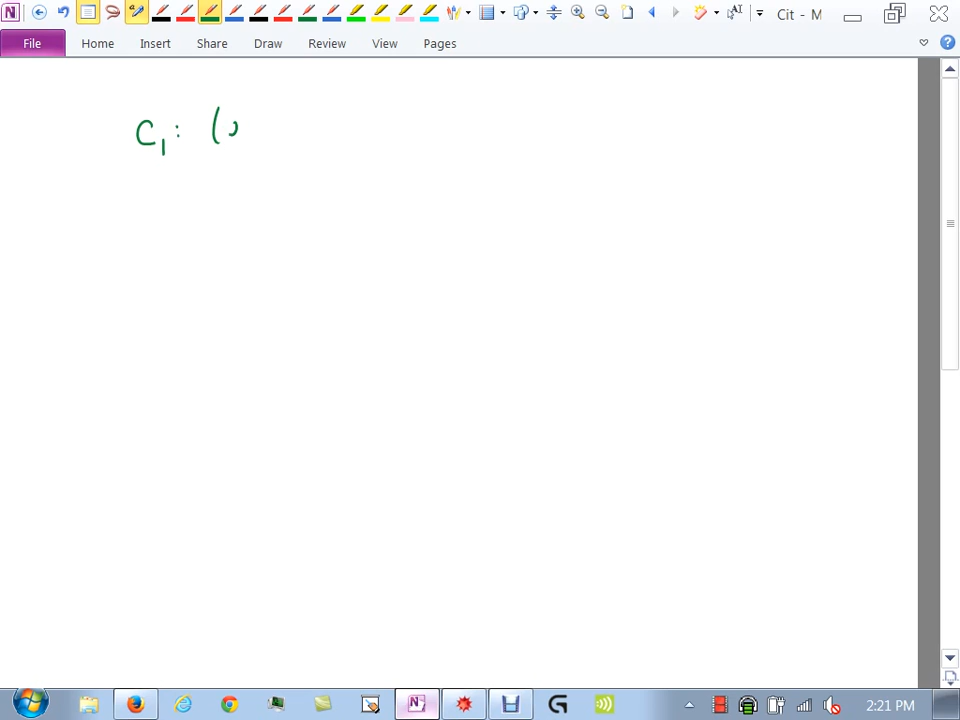 Cit - M
File Home Insert Share Draw Review View Pages
C₁: (
2:21 PM